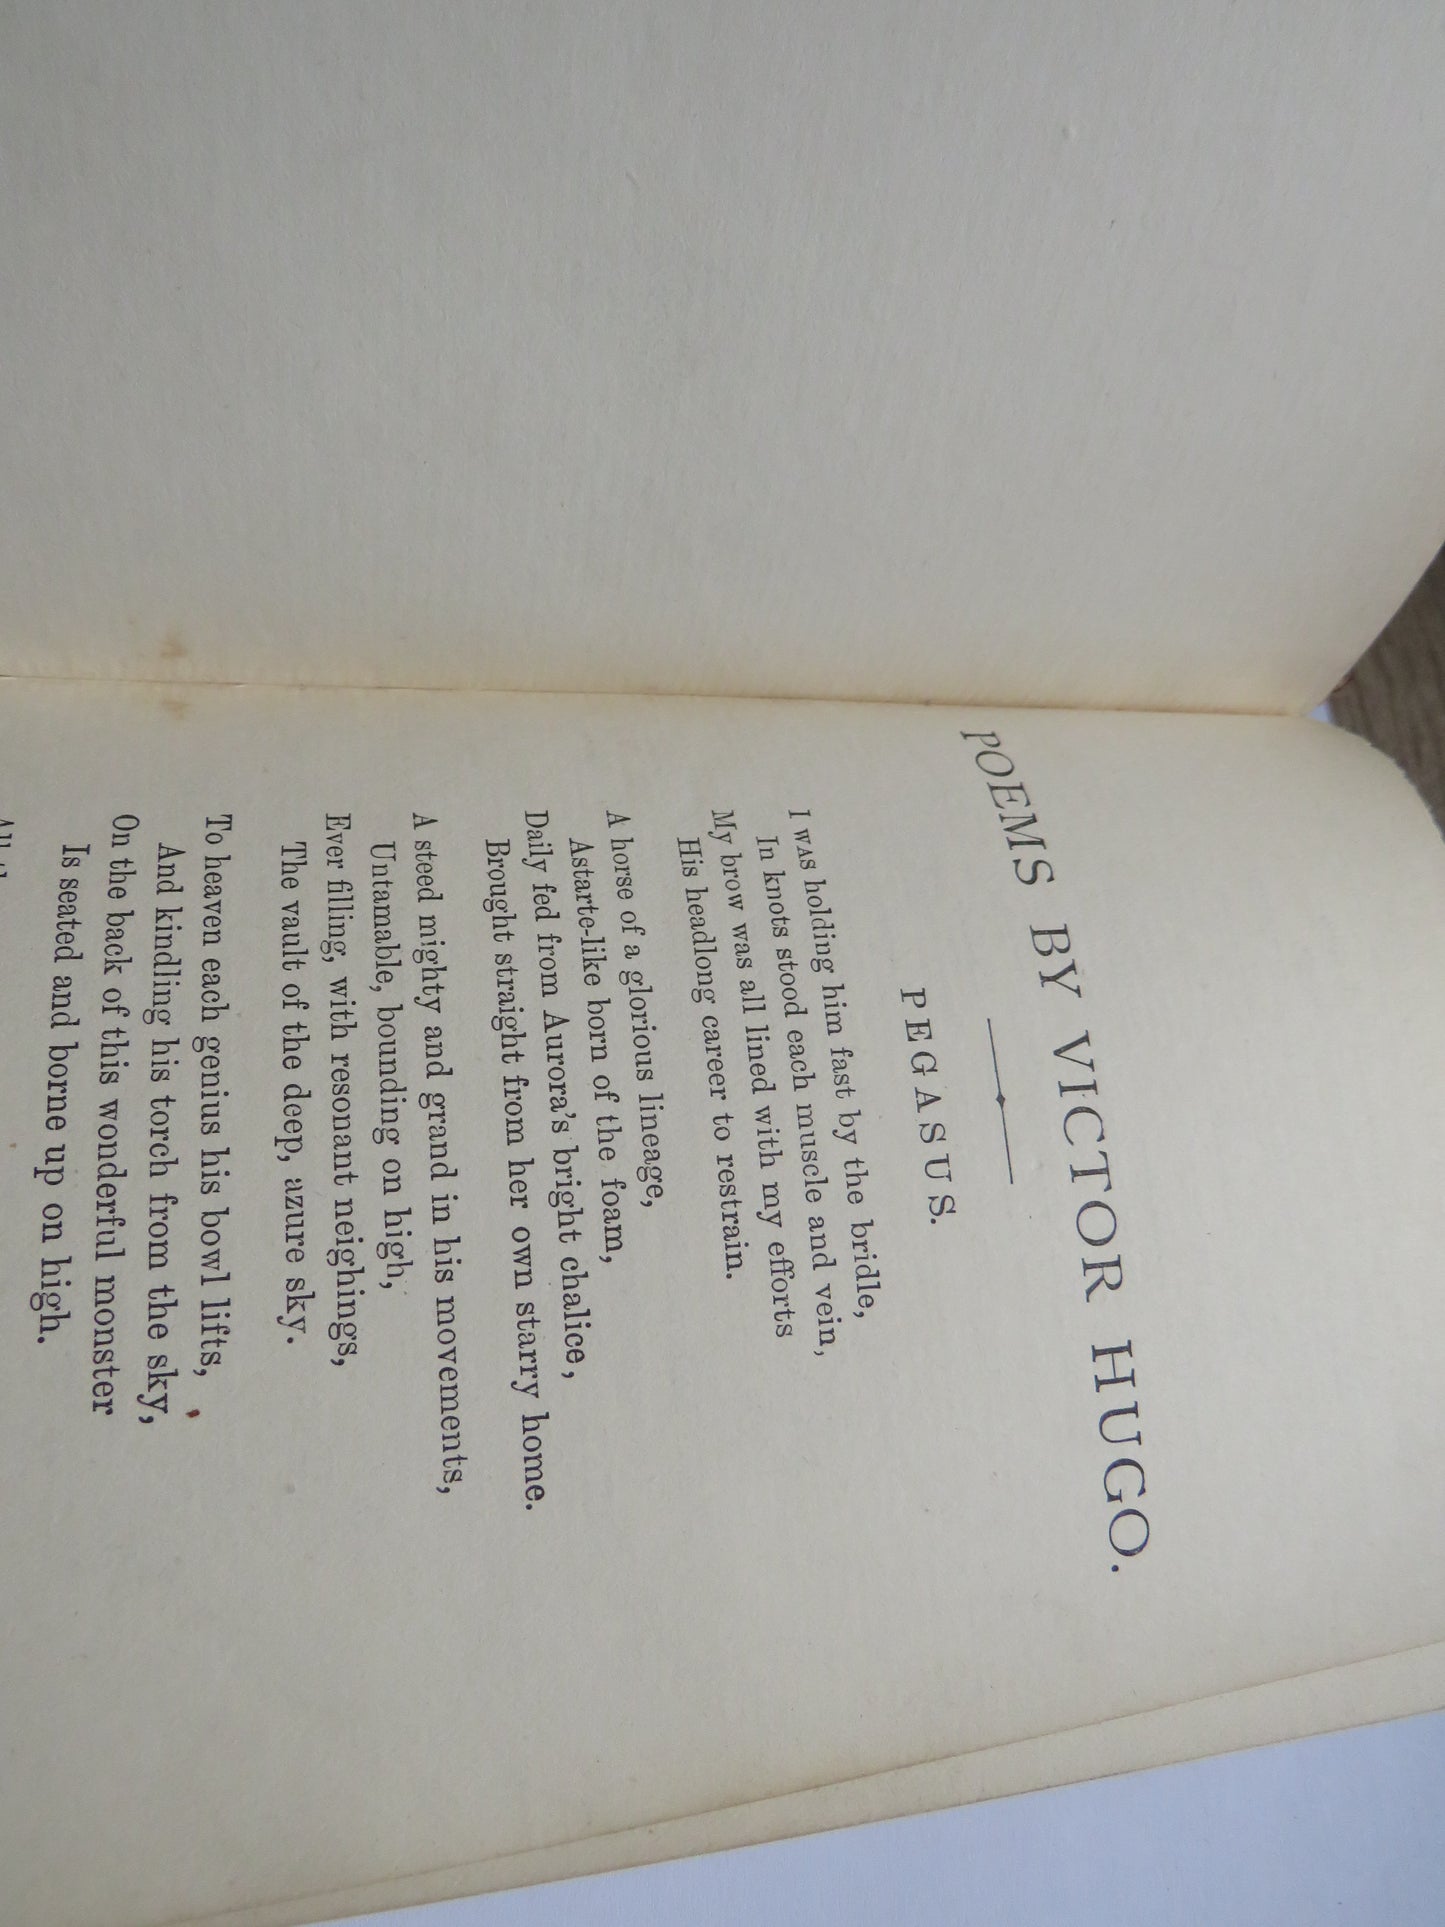 POEMS BY VICTOR HUGO.
PEGASUS.
I WAS holding him fast by the bridle,
In knots stood each muscle and vein,
My brow was all lined with my efforts
His headlong career to restrain.
A horse of a glorious lineage,
Astarte-like born of the foam,
Daily fed from Aurora's bright chalice,
Brought straight from her own starry home.
A steed mighty and grand in his movements,
Untamable, bounding on high,
Ever filling, with resonant neighings,
The vault of the deep, azure sky.
To heaven each genius his bowl lifts,
And kindling his torch from the sky,
On the back of this wonderful monster
Is seated and borne up on high.